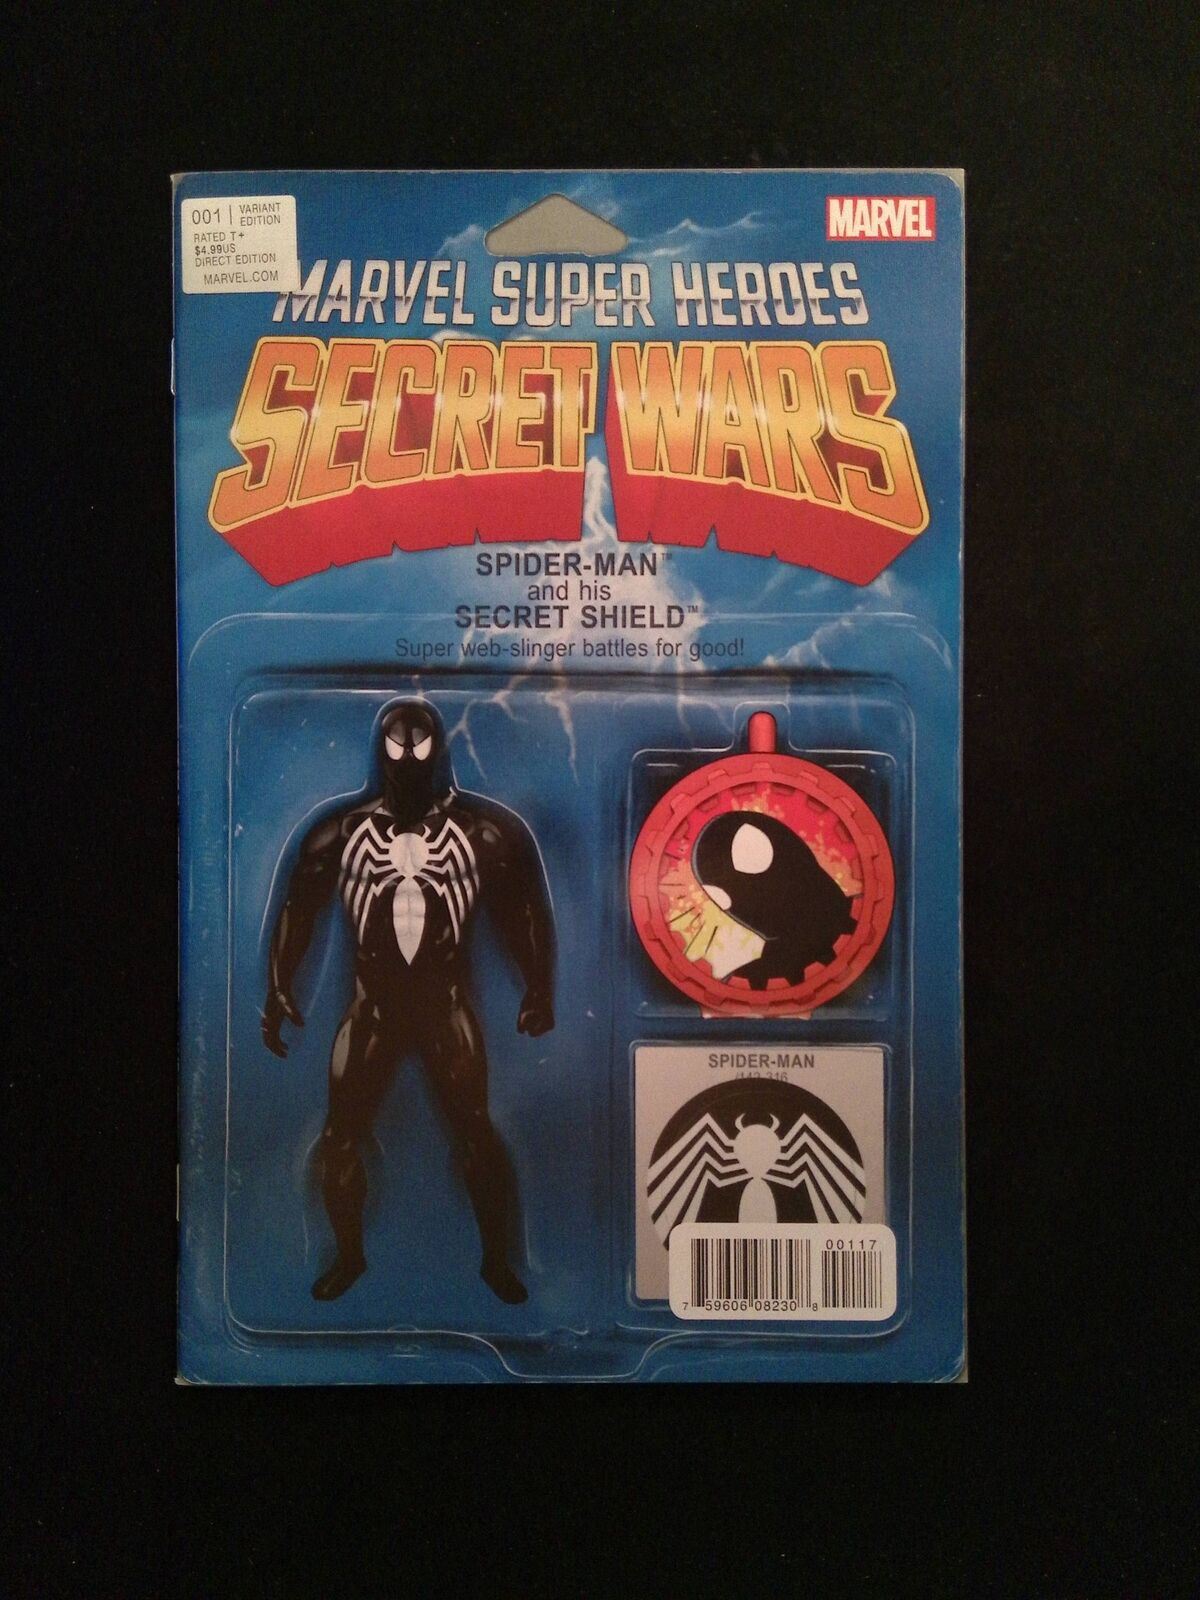 001 VARIANT
EDITION
RATED T+
$4.99US
DIRECT EDITION
MARVEL.COM
MARVEL
MARVEL SUPER HEROES
SECRET WARS
SPIDER-MAN™
and his
SECRET SHIELD™
Super web-slinger battles for good!
SPIDER-MAN
00117
7 59606 08230 8